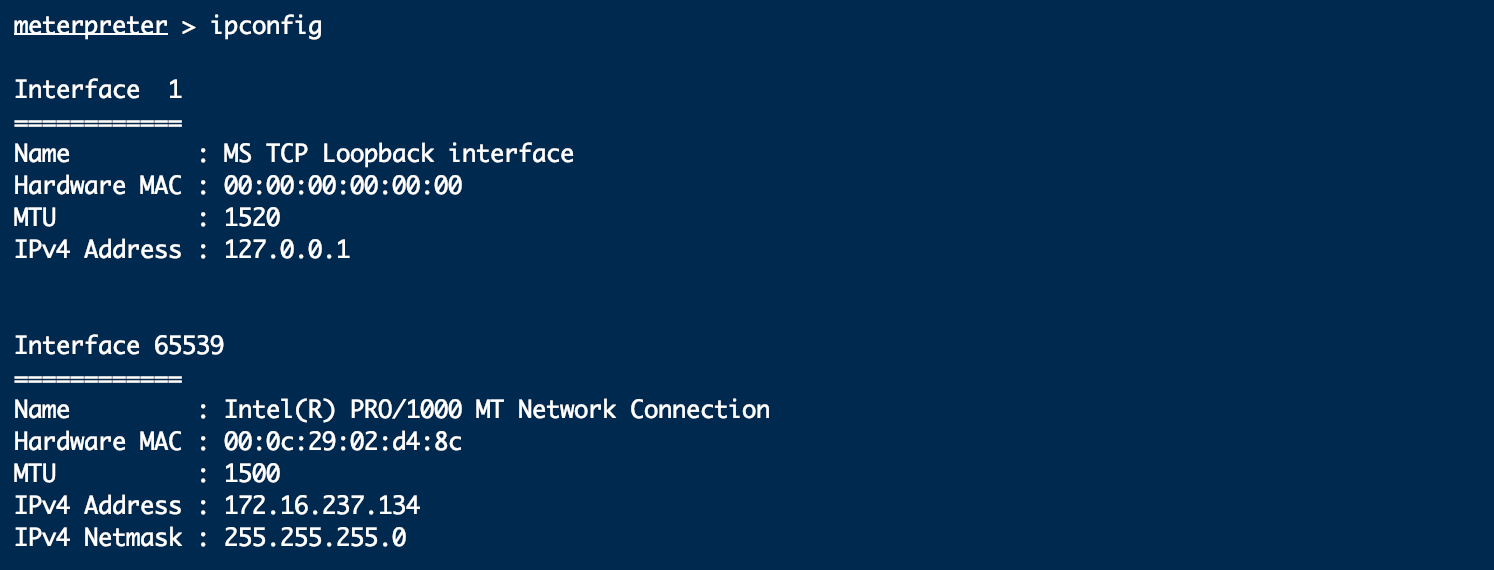 meterpreter > ipconfig
Interface  1
============
Name         : MS TCP Loopback interface
Hardware MAC : 00:00:00:00:00:00
MTU          : 1520
IPv4 Address : 127.0.0.1
Interface 65539
============
Name         : Intel(R) PRO/1000 MT Network Connection
Hardware MAC : 00:0c:29:02:d4:8c
MTU          : 1500
IPv4 Address : 172.16.237.134
IPv4 Netmask : 255.255.255.0